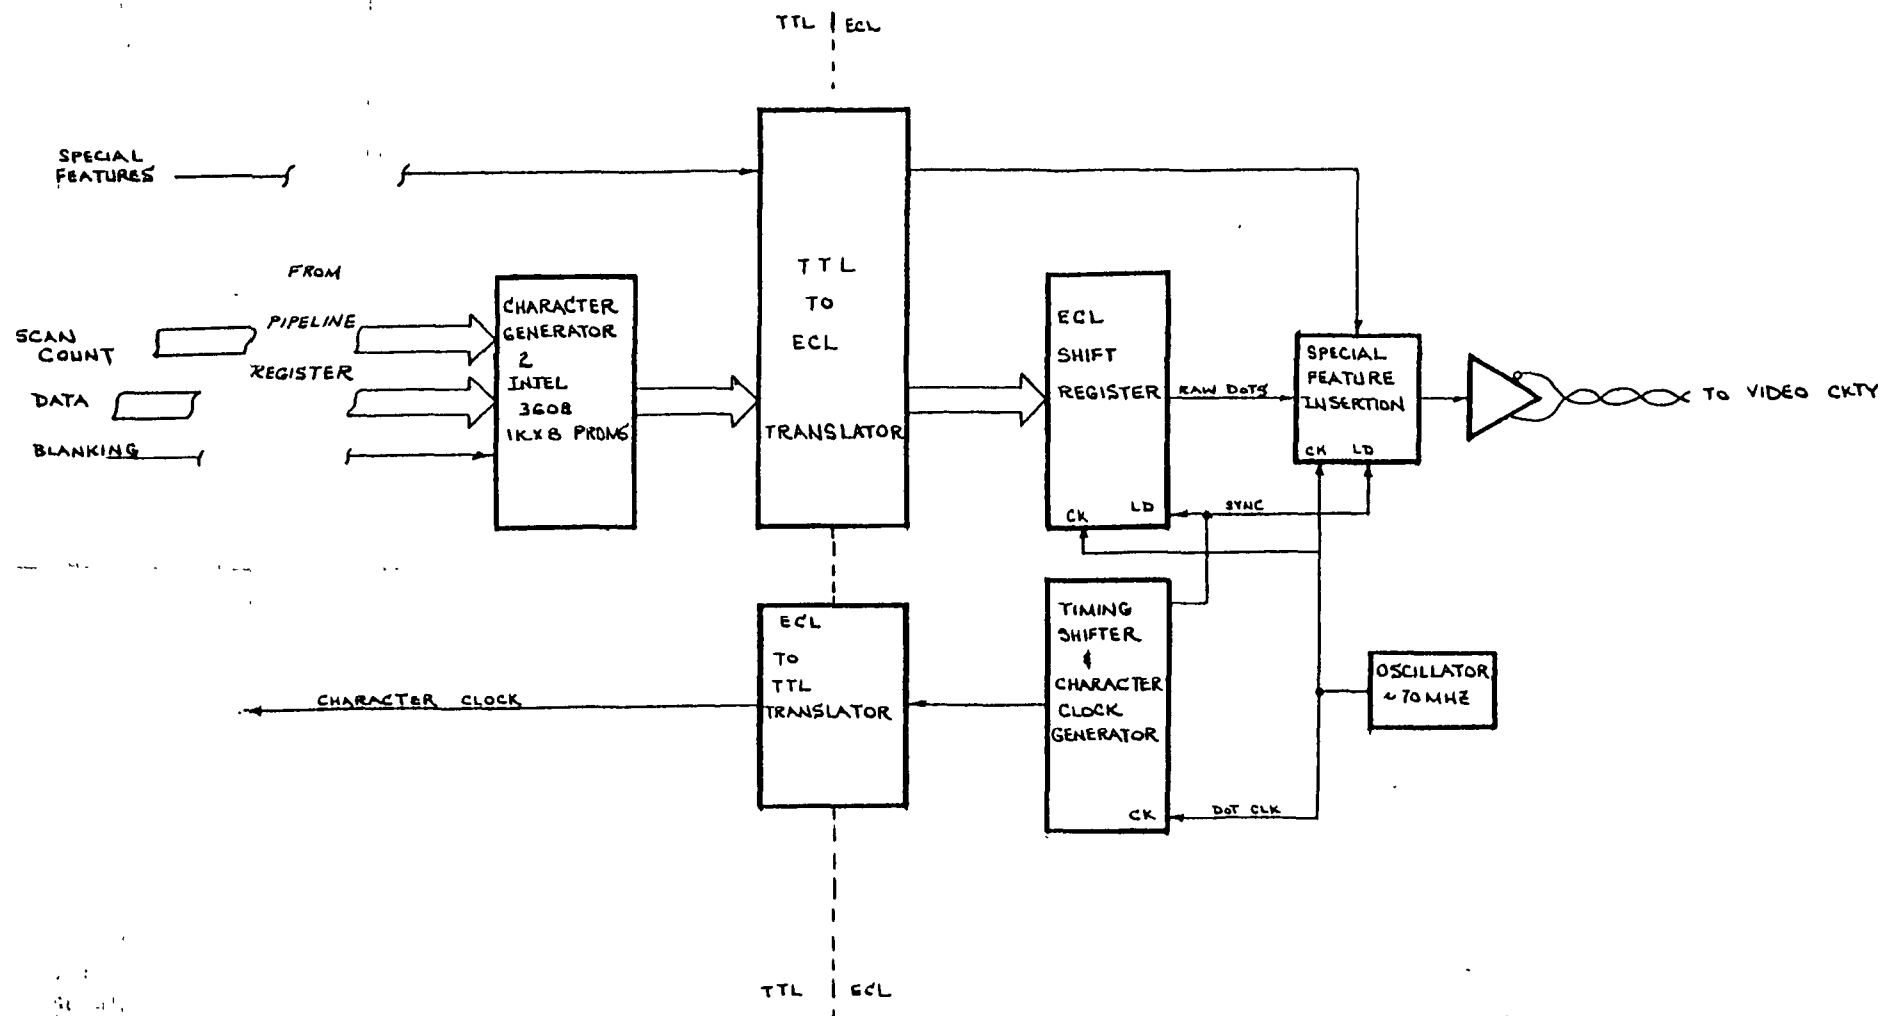 TTL ECL
SPECIAL
FEATURES
FROM
PIPELINE
REGISTER
SCAN
COUNT
DATA
BLANKING
CHARACTER
GENERATOR
2
INTEL
3608
1K X 8 PROMS
TTL
TO
ECL
TRANSLATOR
ECL
SHIFT
REGISTER
CK LD
RAW DOTS
SPECIAL
FEATURE
INSERTION
CK LD
TO VIDEO CKTY
SYNC
ECL
TO
TTL
TRANSLATOR
CHARACTER CLOCK
TIMING
SHIFTER
&
CHARACTER
CLOCK
GENERATOR
CK
DOT CLK
OSCILLATOR
~ 70 MHZ
TTL ECL